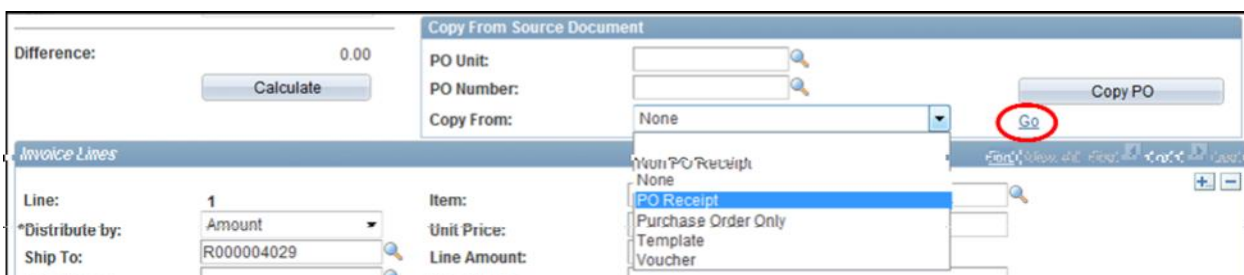 Copy From Source Document
Difference: 0.00
PO Unit:
Calculate
PO Number:
Copy PO
Copy From: None
Go
Invoice Lines
Non PO Receipt
None
PO Receipt
Purchase Order Only
Template
Voucher
Line: 1
Item:
*Distribute by: Amount
Unit Price:
Ship To: R000004029
Line Amount: